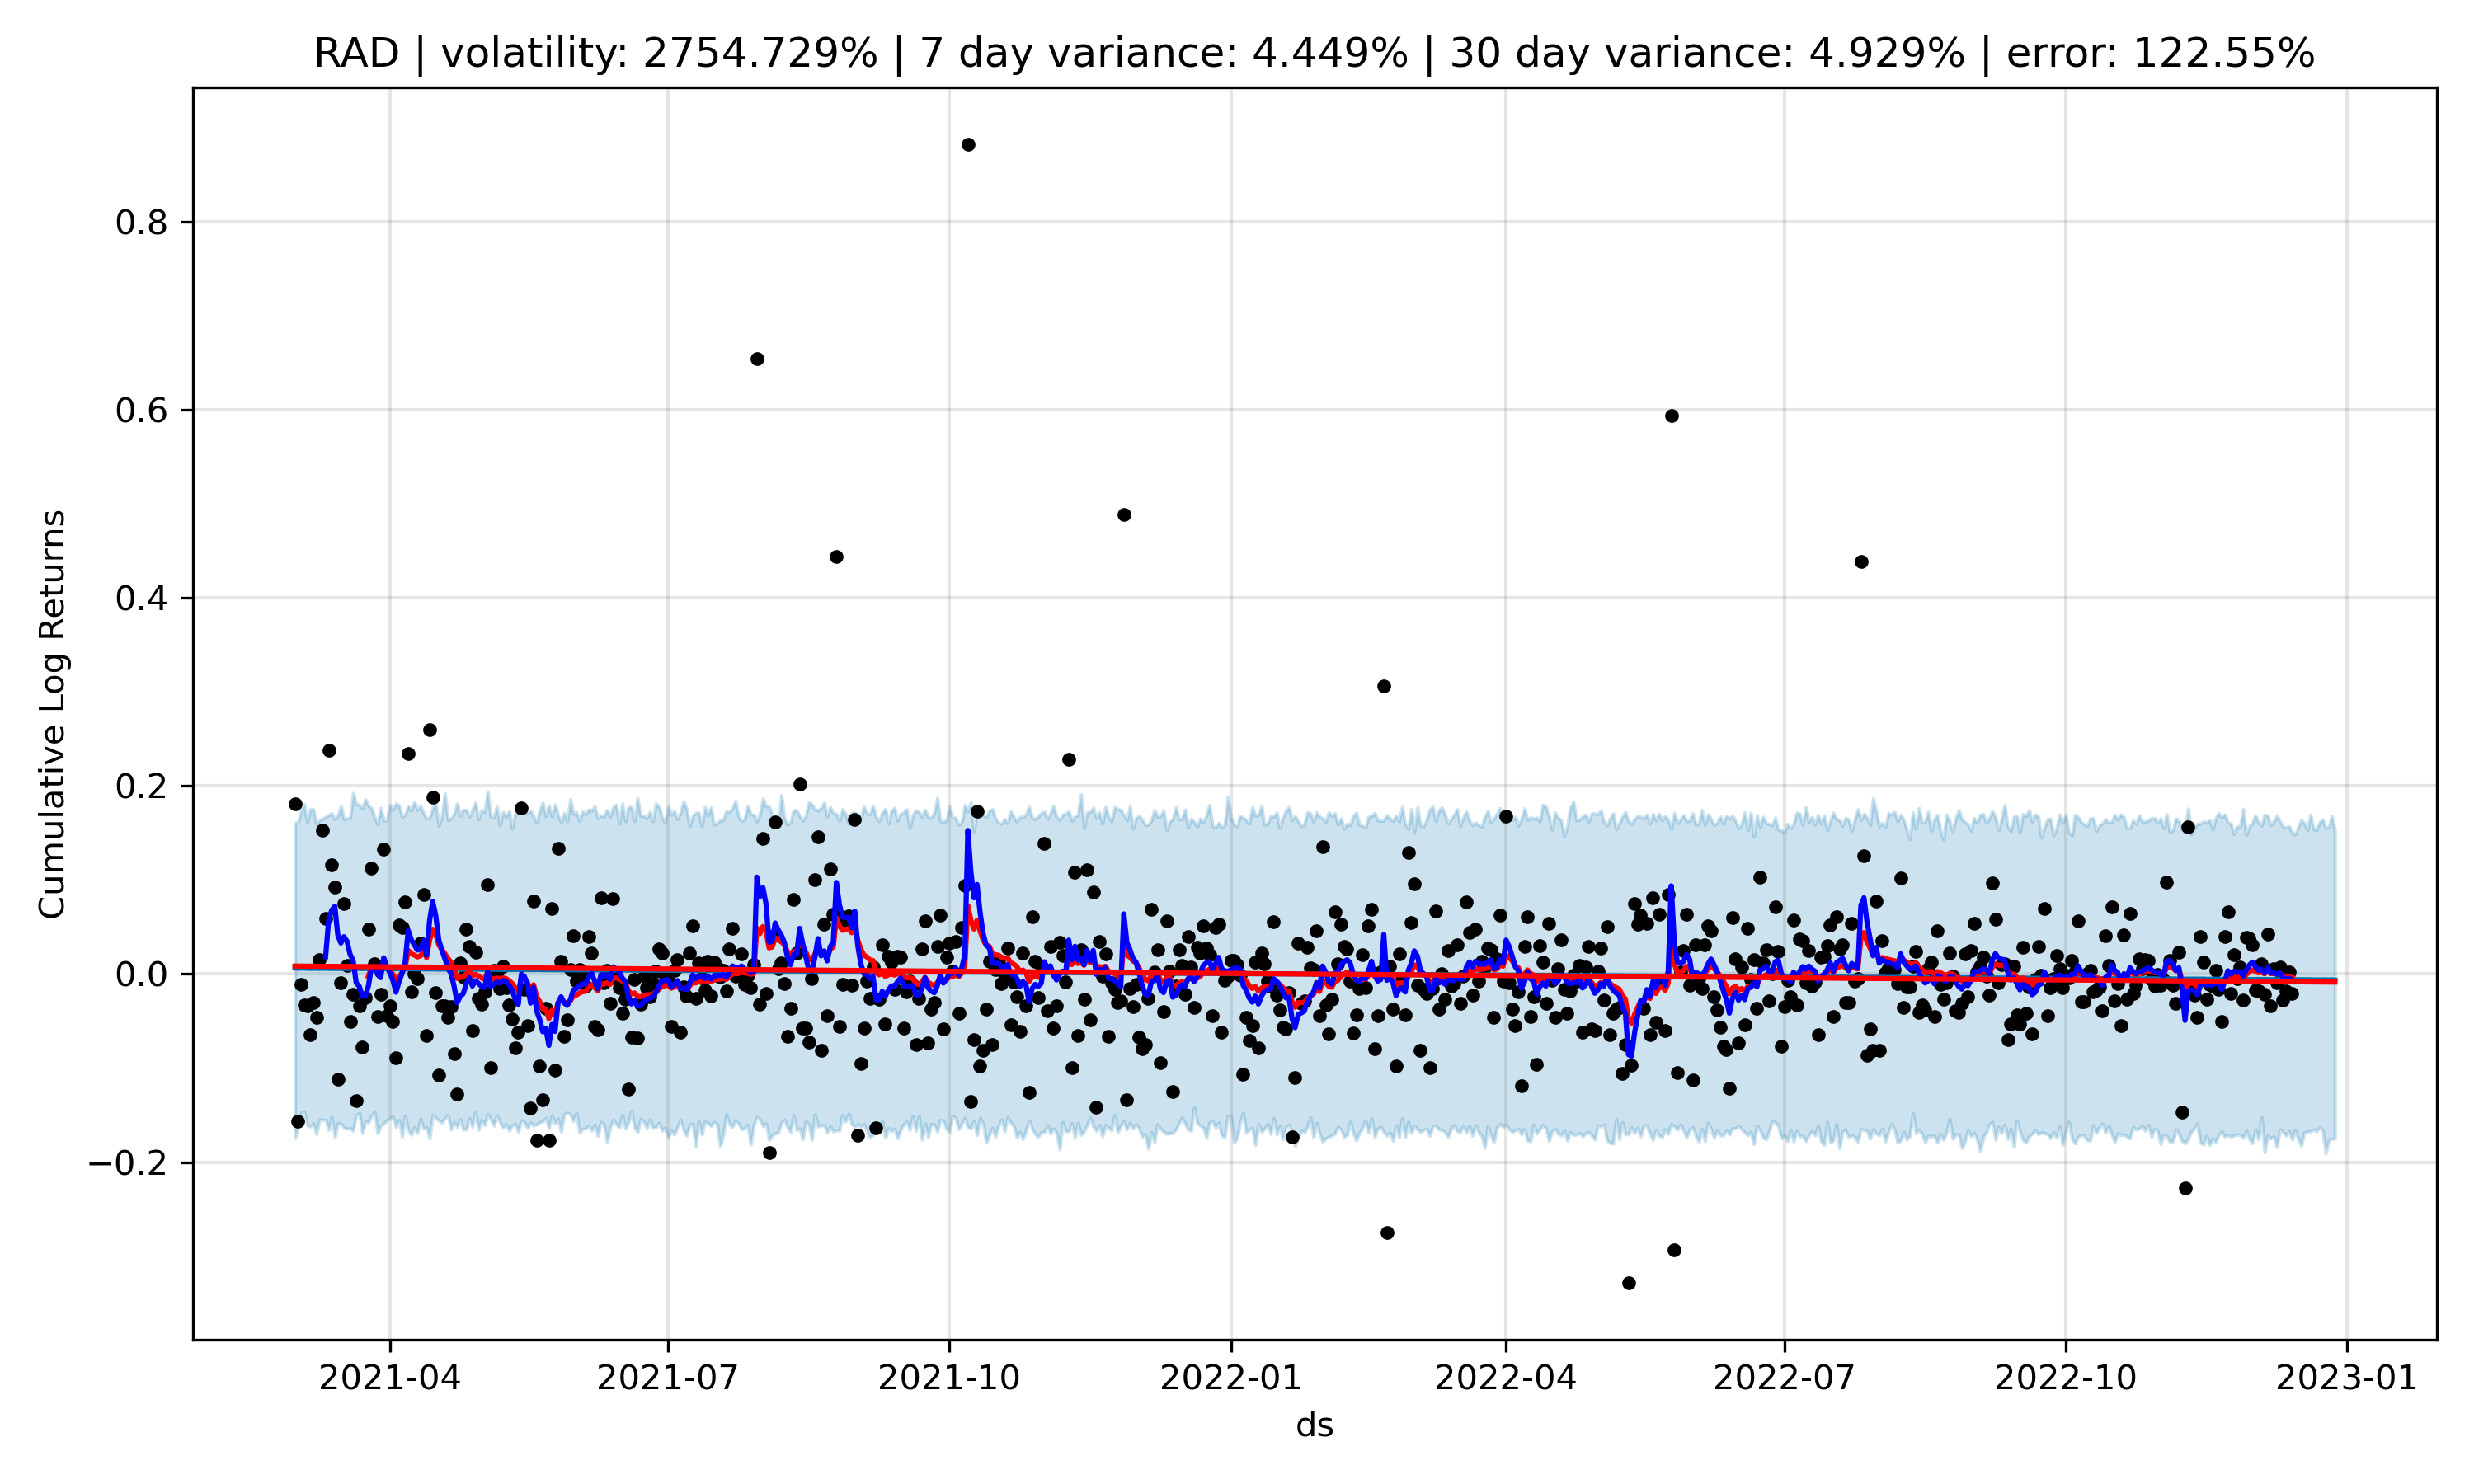 RAD | volatility: 2754.729% | 7 day variance: 4.449% | 30 day variance: 4.929% | error: 122.55%
Cumulative Log Returns
0.8
0.6
0.4
0.2
0.0
−0.2
2021-04 2021-07 2021-10 2022-01 2022-04 2022-07 2022-10 2023-01
ds